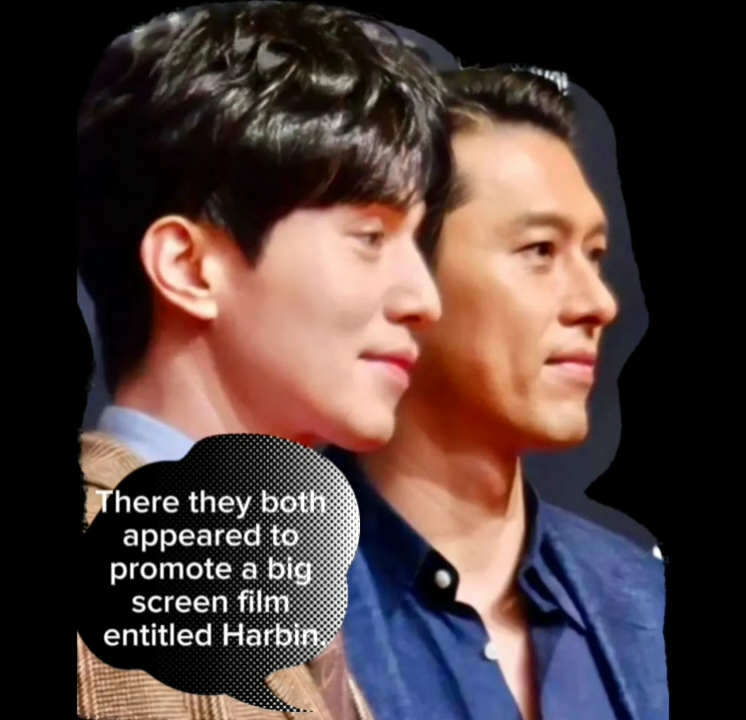 There they both
appeared to
promote a big
screen film
entitled Harbin.